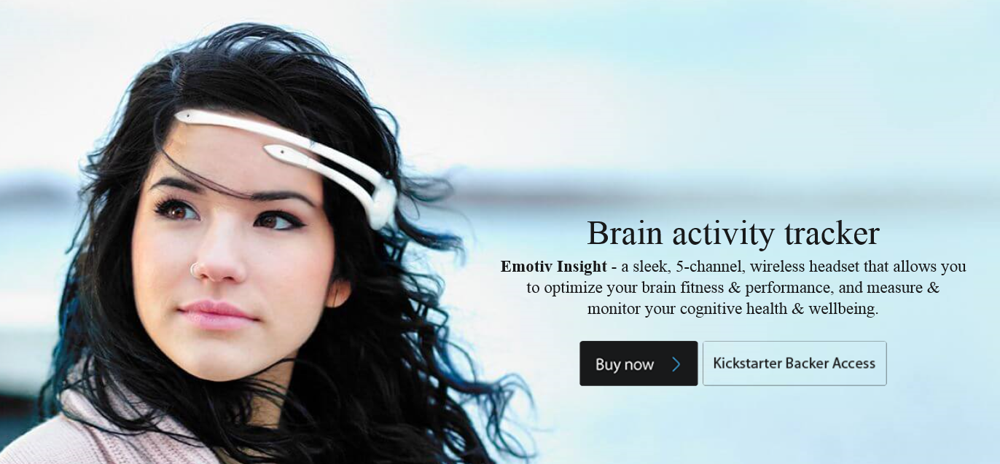 Brain activity tracker
Emotiv Insight - a sleek, 5-channel, wireless headset that allows you
to optimize your brain fitness & performance, and measure &
monitor your cognitive health & wellbeing.
Buy now
Kickstarter Backer Access